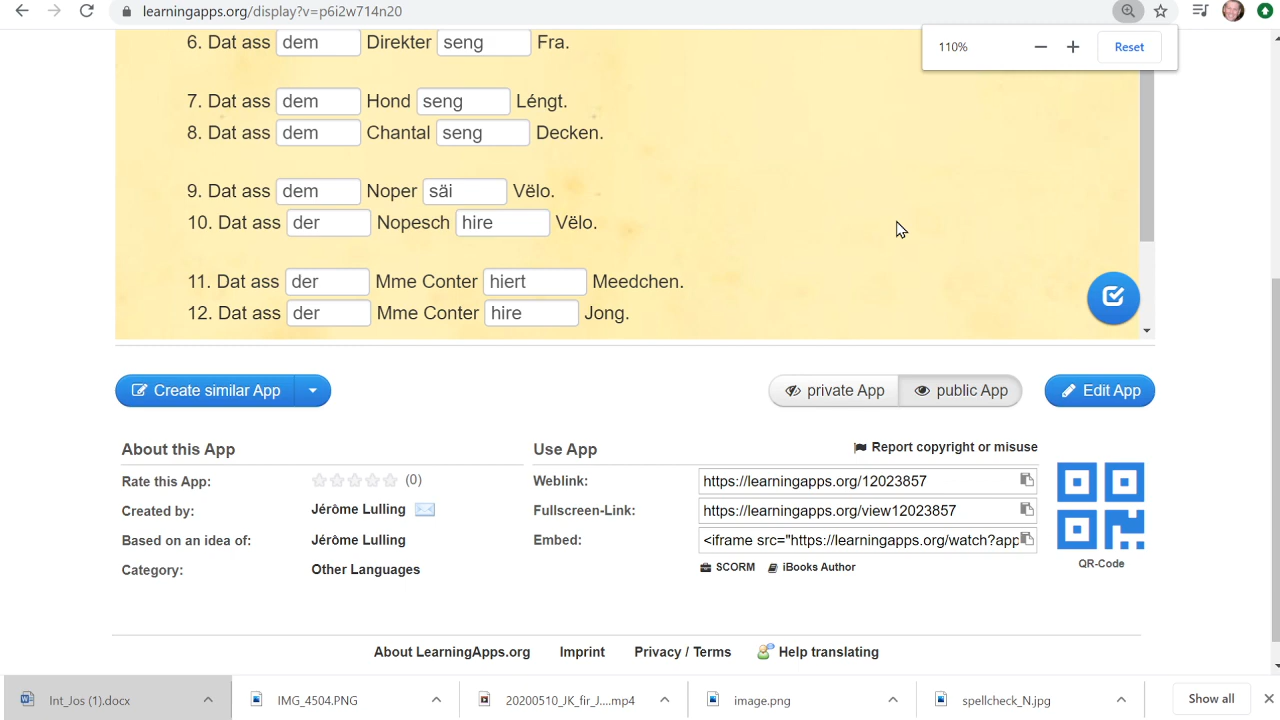 learningapps.org/display?v=p6i2w714n20
110%
Reset
6. Dat ass dem Direkter seng Fra.
7. Dat ass dem Hond seng Léngt.
8. Dat ass dem Chantal seng Decken.
9. Dat ass dem Noper säi Vëlo.
10. Dat ass der Nopesch hire Vëlo.
11. Dat ass der Mme Conter hiert Meedchen.
12. Dat ass der Mme Conter hire Jong.
Create similar App
private App
public App
Edit App
About this App
Use App
Report copyright or misuse
Rate this App: (0)
Weblink: https://learningapps.org/12023857
Created by: Jérôme Lulling
Fullscreen-Link: https://learningapps.org/view12023857
Based on an idea of: Jérôme Lulling
Embed: <iframe src="https://learningapps.org/watch?app
Category: Other Languages
SCORM iBooks Author
QR-Code
About LearningApps.org Imprint Privacy / Terms Help translating
Int_Jos (1).docx
IMG_4504.PNG
20200510_JK_fir_J....mp4
image.png
spellcheck_N.jpg
Show all